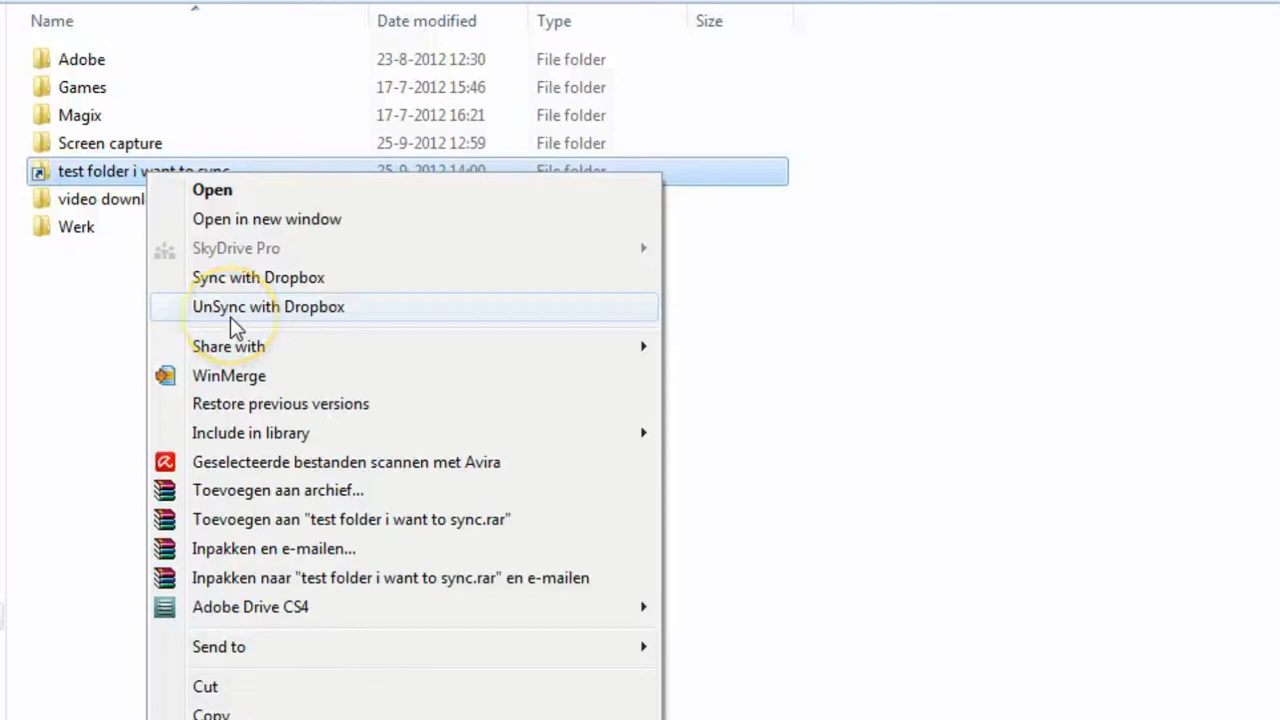 Name Date modified Type Size
Adobe 23-8-2012 12:30 File folder
Games 17-7-2012 15:46 File folder
Magix 17-7-2012 16:21 File folder
Screen capture 25-9-2012 12:59 File folder
test folder i want to sync 25-9-2012 14:00
video downl
Werk
Open
Open in new window
SkyDrive Pro
Sync with Dropbox
UnSync with Dropbox
Share with
WinMerge
Restore previous versions
Include in library
Geselecteerde bestanden scannen met Avira
Toevoegen aan archief...
Toevoegen aan "test folder i want to sync.rar"
Inpakken en e-mailen...
Inpakken naar "test folder i want to sync.rar" en e-mailen
Adobe Drive CS4
Send to
Cut
Copy